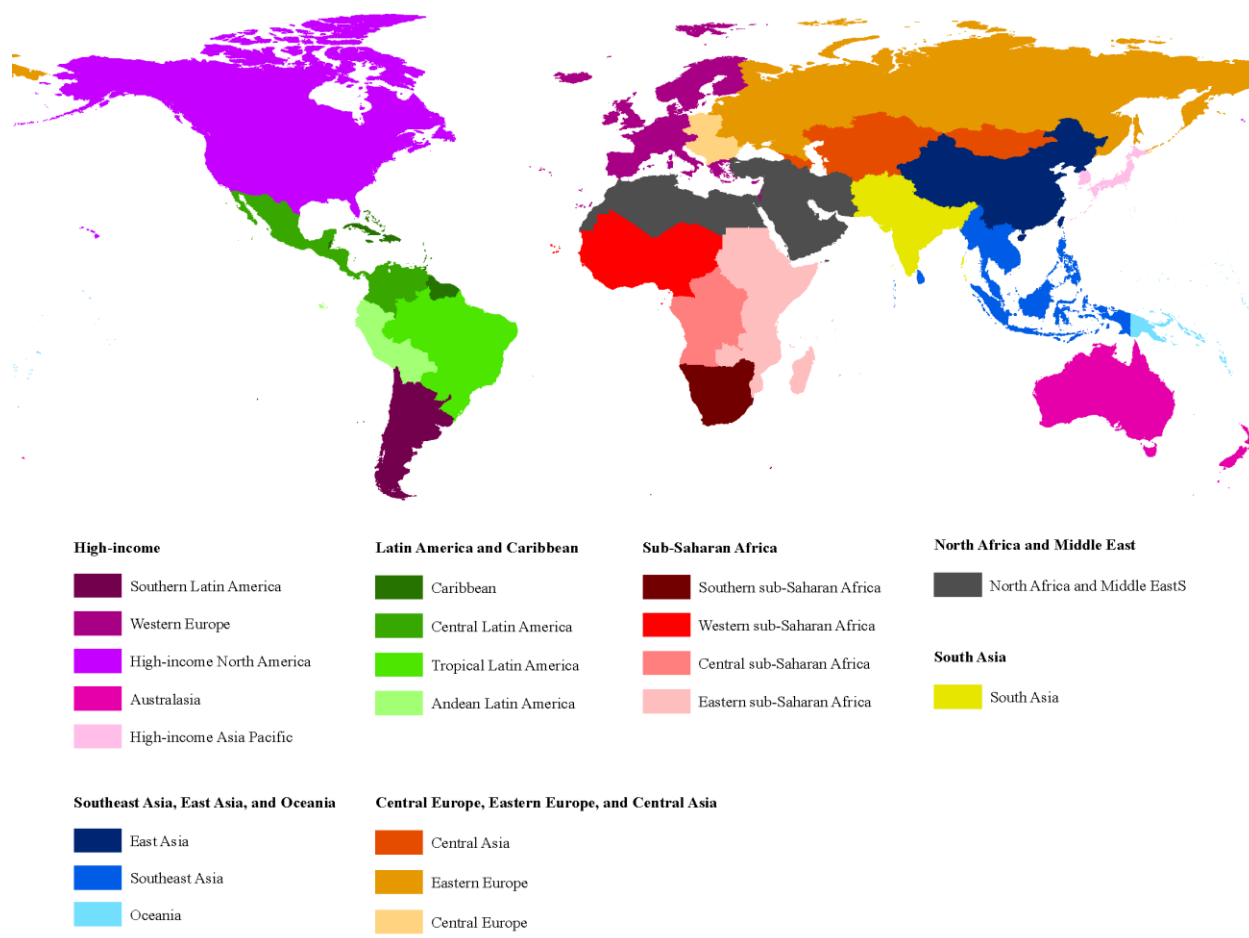 High-income
Southern Latin America
Western Europe
High-income North America
Australasia
High-income Asia Pacific
Latin America and Caribbean
Caribbean
Central Latin America
Tropical Latin America
Andean Latin America
Sub-Saharan Africa
Southern sub-Saharan Africa
Western sub-Saharan Africa
Central sub-Saharan Africa
Eastern sub-Saharan Africa
North Africa and Middle East
North Africa and Middle EastS
South Asia
South Asia
Southeast Asia, East Asia, and Oceania
East Asia
Southeast Asia
Oceania
Central Europe, Eastern Europe, and Central Asia
Central Asia
Eastern Europe
Central Europe